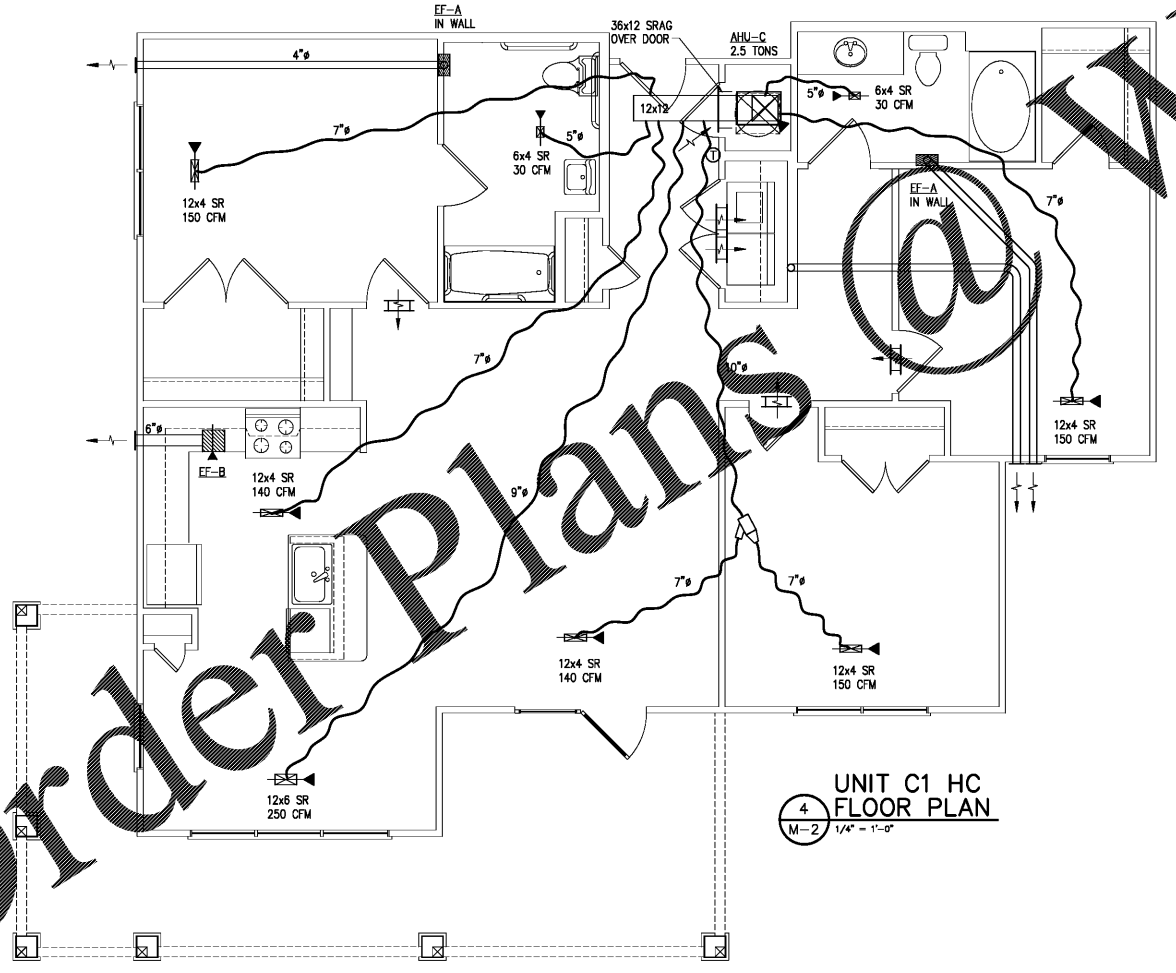 EF-A
IN WALL
36x12 SRAG
OVER DOOR
AHU-C
2.5 TONS
4"ø
12x12
5"ø
6x4 SR
30 CFM
7"ø
5"ø
6x4 SR
30 CFM
12x4 SR
150 CFM
T
EF-A
IN WALL
7"ø
7"ø
10"ø
6"ø
EF-B
12x4 SR
140 CFM
12x4 SR
150 CFM
9"ø
7"ø
7"ø
12x4 SR
140 CFM
12x4 SR
150 CFM
12x6 SR
250 CFM
UNIT C1 HC
FLOOR PLAN
4
M-2
1/4" = 1'-0"
order Plans @